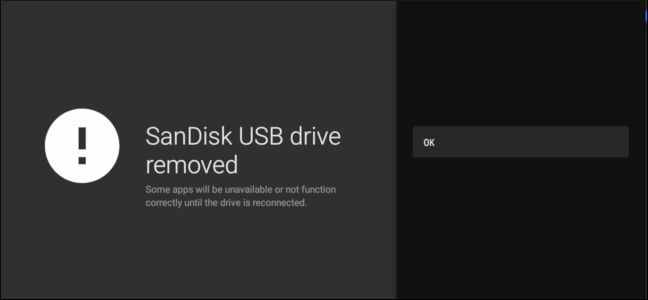 SanDisk USB drive
removed
Some apps will be unavailable or not function
correctly until the drive is reconnected.
OK